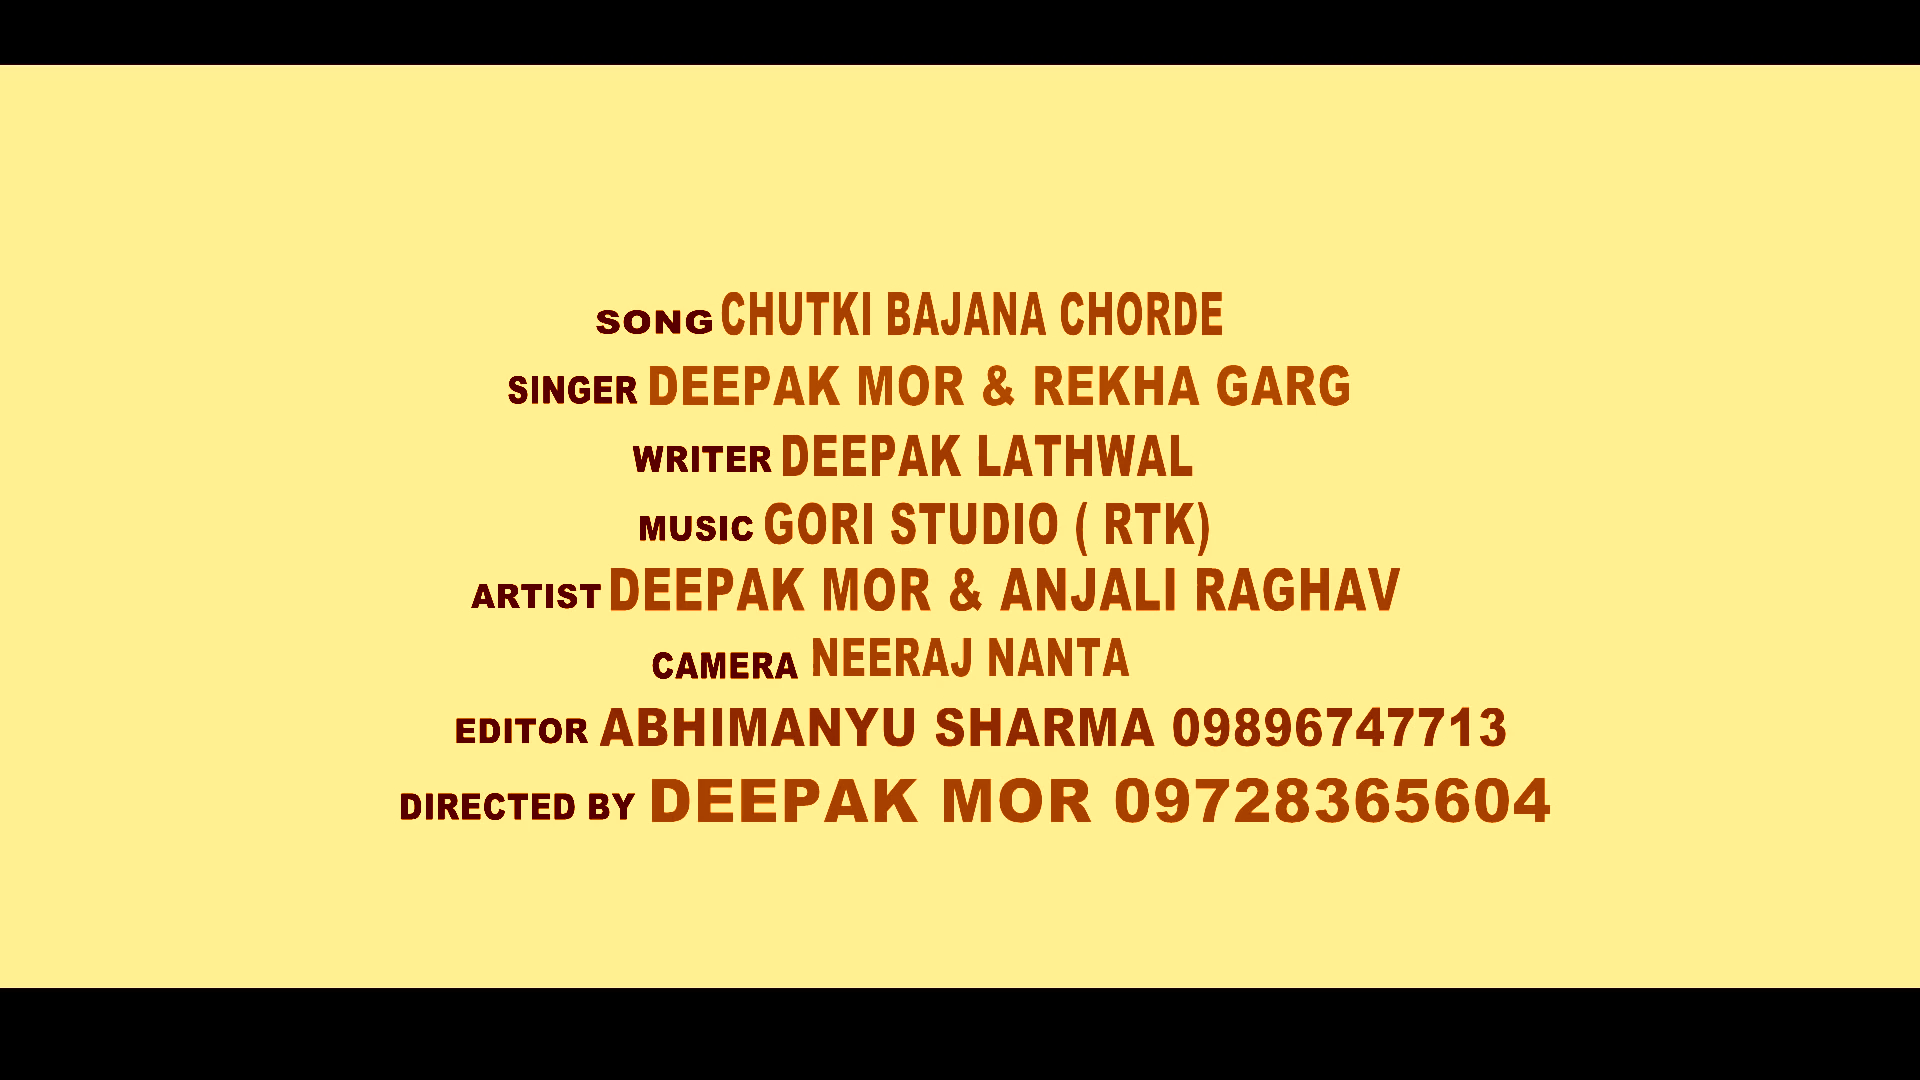 SONG CHUTKI BAJANA CHORDE
SINGER DEEPAK MOR & REKHA GARG
WRITER DEEPAK LATHWAL
MUSIC GORI STUDIO ( RTK)
ARTIST DEEPAK MOR & ANJALI RAGHAV
CAMERA NEERAJ NANTA
EDITOR ABHIMANYU SHARMA 09896747713
DIRECTED BY DEEPAK MOR 09728365604